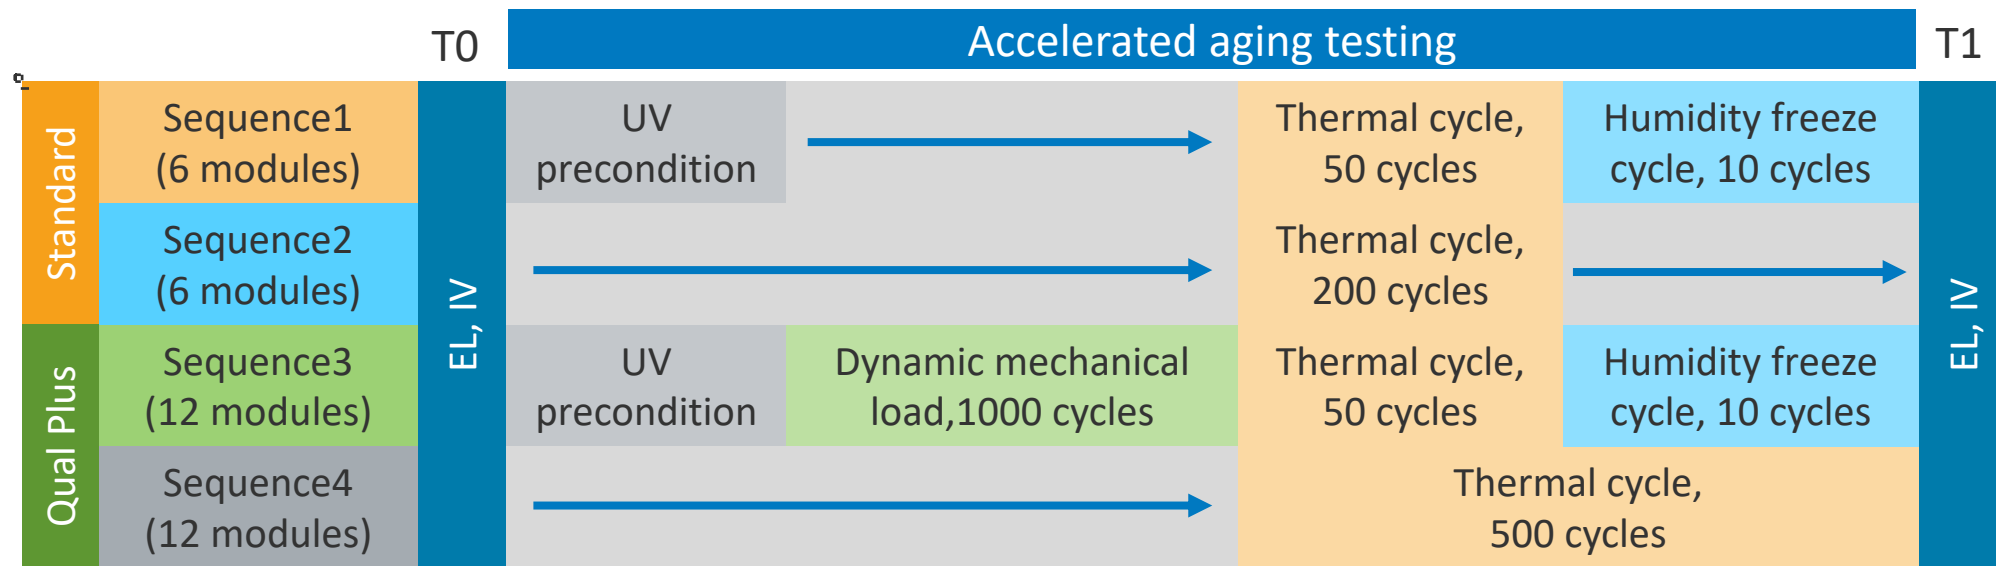 T0
Accelerated aging testing
T1
Standard
Sequence1
(6 modules)
EL, IV
UV
precondition
Thermal cycle,
50 cycles
Humidity freeze
cycle, 10 cycles
EL, IV
Sequence2
(6 modules)
Thermal cycle,
200 cycles
Qual Plus
Sequence3
(12 modules)
UV
precondition
Dynamic mechanical
load,1000 cycles
Thermal cycle,
50 cycles
Humidity freeze
cycle, 10 cycles
Sequence4
(12 modules)
Thermal cycle,
500 cycles